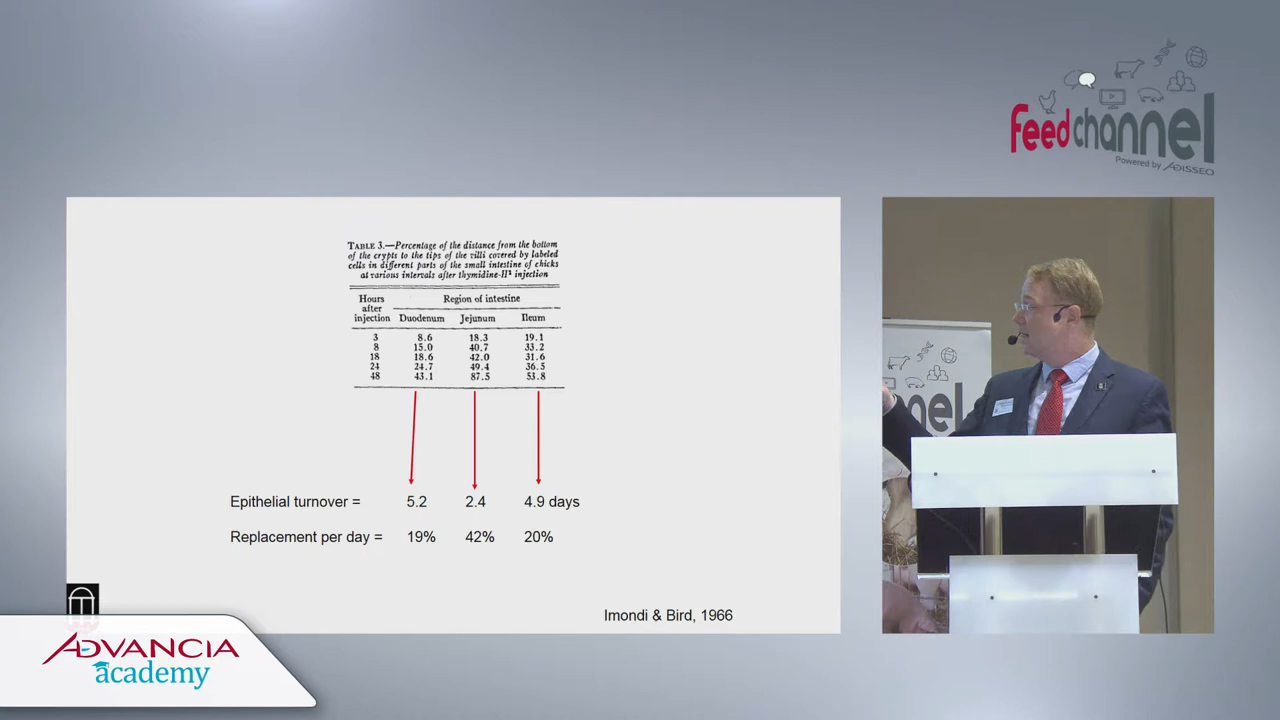 feedchannel
Powered by ADISSEO
TABLE 3.—Percentage of the distance from the bottom
of the crypts to the tips of the villi covered by labeled
cells in different parts of the small intestine of chicks
at various intervals after thymidine-H³ injection
Hours after injection Region of intestine
Duodenum Jejunum Ileum
3 8.6 18.3 19.1
8 15.0 40.7 33.2
18 18.6 42.0 31.6
24 24.7 49.4 36.5
48 43.1 87.5 53.8
Epithelial turnover = 5.2 2.4 4.9 days
Replacement per day = 19% 42% 20%
Imondi & Bird, 1966
nel
ADVANCIA
academy